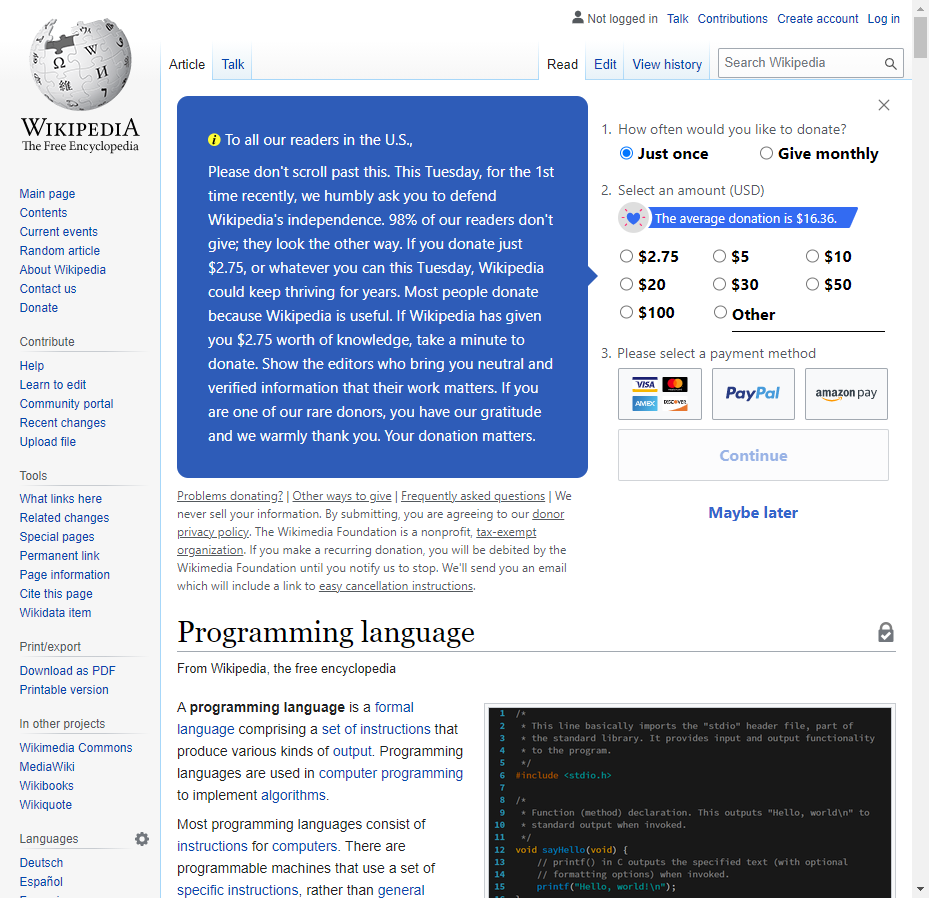 Not logged in Talk Contributions Create account Log in
Article Talk Read Edit View history Search Wikipedia
WIKIPEDIA
The Free Encyclopedia
Main page
Contents
Current events
Random article
About Wikipedia
Contact us
Donate
Contribute
Help
Learn to edit
Community portal
Recent changes
Upload file
Tools
What links here
Related changes
Special pages
Permanent link
Page information
Cite this page
Wikidata item
Print/export
Download as PDF
Printable version
In other projects
Wikimedia Commons
MediaWiki
Wikibooks
Wikiquote
Languages
Deutsch
Español
i To all our readers in the U.S.,
Please don't scroll past this. This Tuesday, for the 1st
time recently, we humbly ask you to defend
Wikipedia's independence. 98% of our readers don't
give; they look the other way. If you donate just
$2.75, or whatever you can this Tuesday, Wikipedia
could keep thriving for years. Most people donate
because Wikipedia is useful. If Wikipedia has given
you $2.75 worth of knowledge, take a minute to
donate. Show the editors who bring you neutral and
verified information that their work matters. If you
are one of our rare donors, you have our gratitude
and we warmly thank you. Your donation matters.
1. How often would you like to donate?
Just once Give monthly
2. Select an amount (USD)
The average donation is $16.36.
$2.75 $5 $10
$20 $30 $50
$100 Other
3. Please select a payment method
VISA AMEX DISCOVER PayPal amazon pay
Continue
Maybe later
Problems donating? | Other ways to give | Frequently asked questions | We
never sell your information. By submitting, you are agreeing to our donor
privacy policy. The Wikimedia Foundation is a nonprofit, tax-exempt
organization. If you make a recurring donation, you will be debited by the
Wikimedia Foundation until you notify us to stop. We'll send you an email
which will include a link to easy cancellation instructions.
Programming language
From Wikipedia, the free encyclopedia
A programming language is a formal
language comprising a set of instructions that
produce various kinds of output. Programming
languages are used in computer programming
to implement algorithms.
Most programming languages consist of
instructions for computers. There are
programmable machines that use a set of
specific instructions, rather than general
1 /*
2 * This line basically imports the "stdio" header file, part of
3 * the standard library. It provides input and output functionality
4 * to the program.
5 */
6 #include <stdio.h>
7
8 /*
9 * Function (method) declaration. This outputs "Hello, world\n" to
10 * standard output when invoked.
11 */
12 void sayHello(void) {
13 // printf() in C outputs the specified text (with optional
14 // formatting options) when invoked.
15 printf("Hello, world!\n");